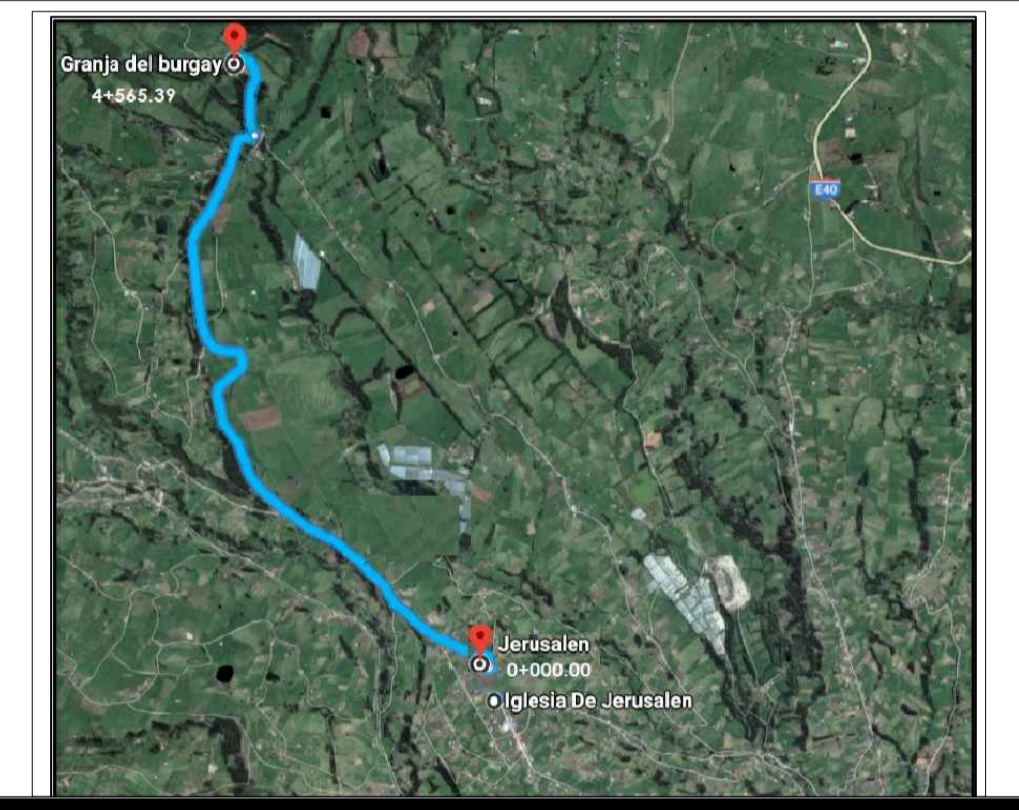 Granja del burgay
4+565.39
E40
Jerusalen
0+000.00
Iglesia De Jerusalen